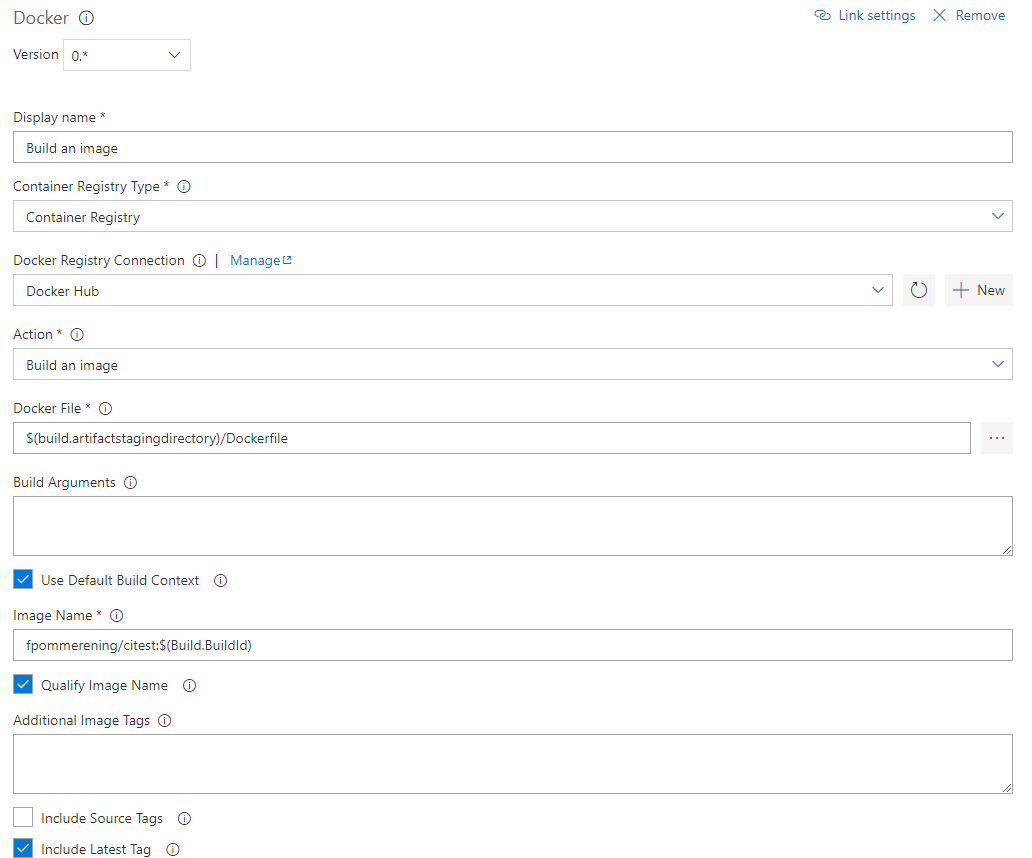 Docker
Link settings
Remove
Version 0.*
Display name *
Build an image
Container Registry Type *
Container Registry
Docker Registry Connection | Manage
Docker Hub
New
Action *
Build an image
Docker File *
$(build.artifactstagingdirectory)/Dockerfile
...
Build Arguments
Use Default Build Context
Image Name *
fpommerening/citest:$(Build.BuildId)
Qualify Image Name
Additional Image Tags
Include Source Tags
Include Latest Tag